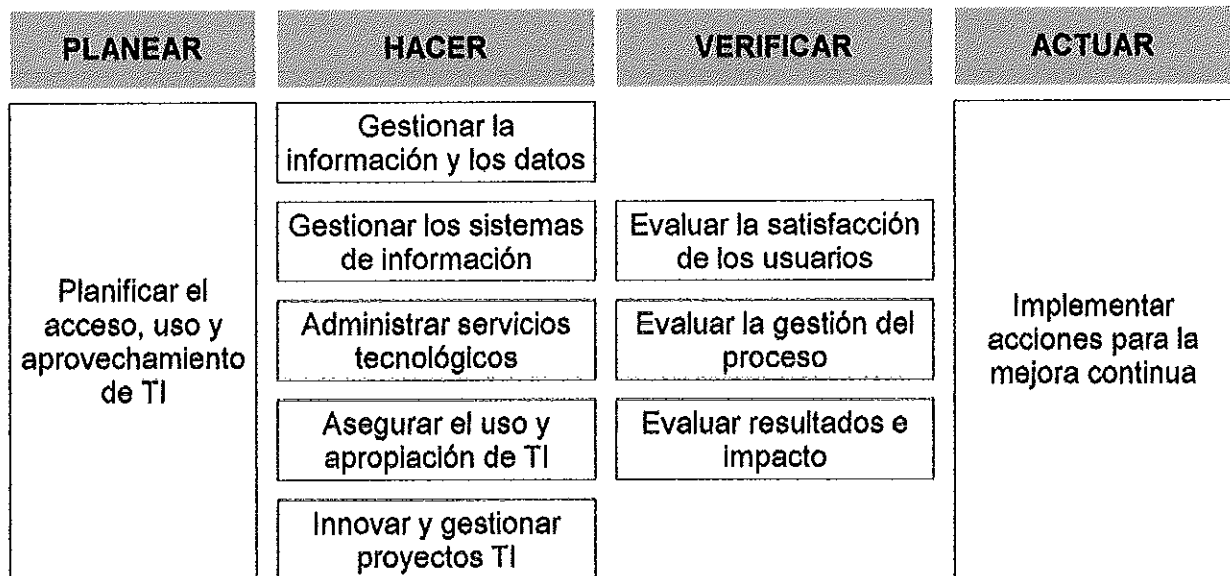 PLANEAR
HACER
VERIFICAR
ACTUAR
Planificar el
acceso, uso y
aprovechamiento
de TI
Gestionar la
información y los datos
Gestionar los sistemas
de información
Administrar servicios
tecnológicos
Asegurar el uso y
apropiación de TI
Innovar y gestionar
proyectos TI
Evaluar la satisfacción
de los usuarios
Evaluar la gestión del
proceso
Evaluar resultados e
impacto
Implementar
acciones para la
mejora continua